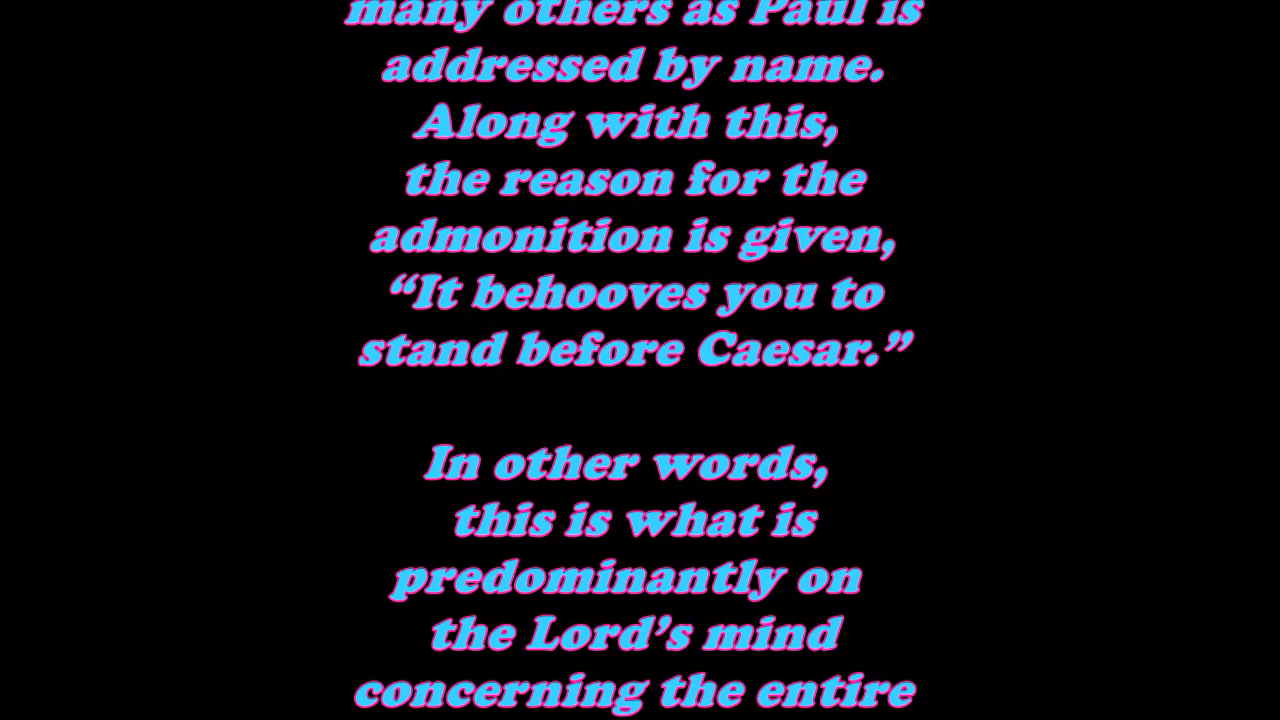 many others as Paul is
addressed by name.
Along with this,
the reason for the
admonition is given,
“It behooves you to
stand before Caesar.”
In other words,
this is what is
predominantly on
the Lord’s mind
concerning the entire